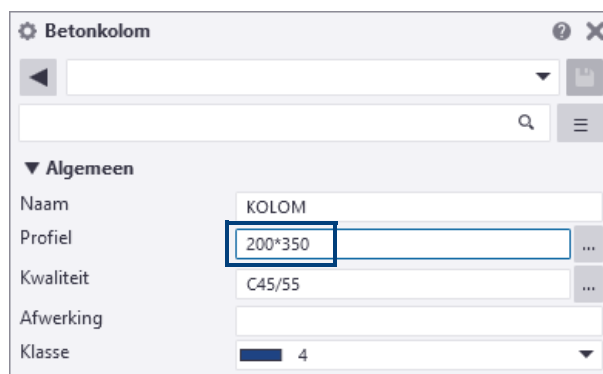 Betonkolom
Algemeen
Naam KOLOM
Profiel 200*350 ...
Kwaliteit C45/55 ...
Afwerking
Klasse 4